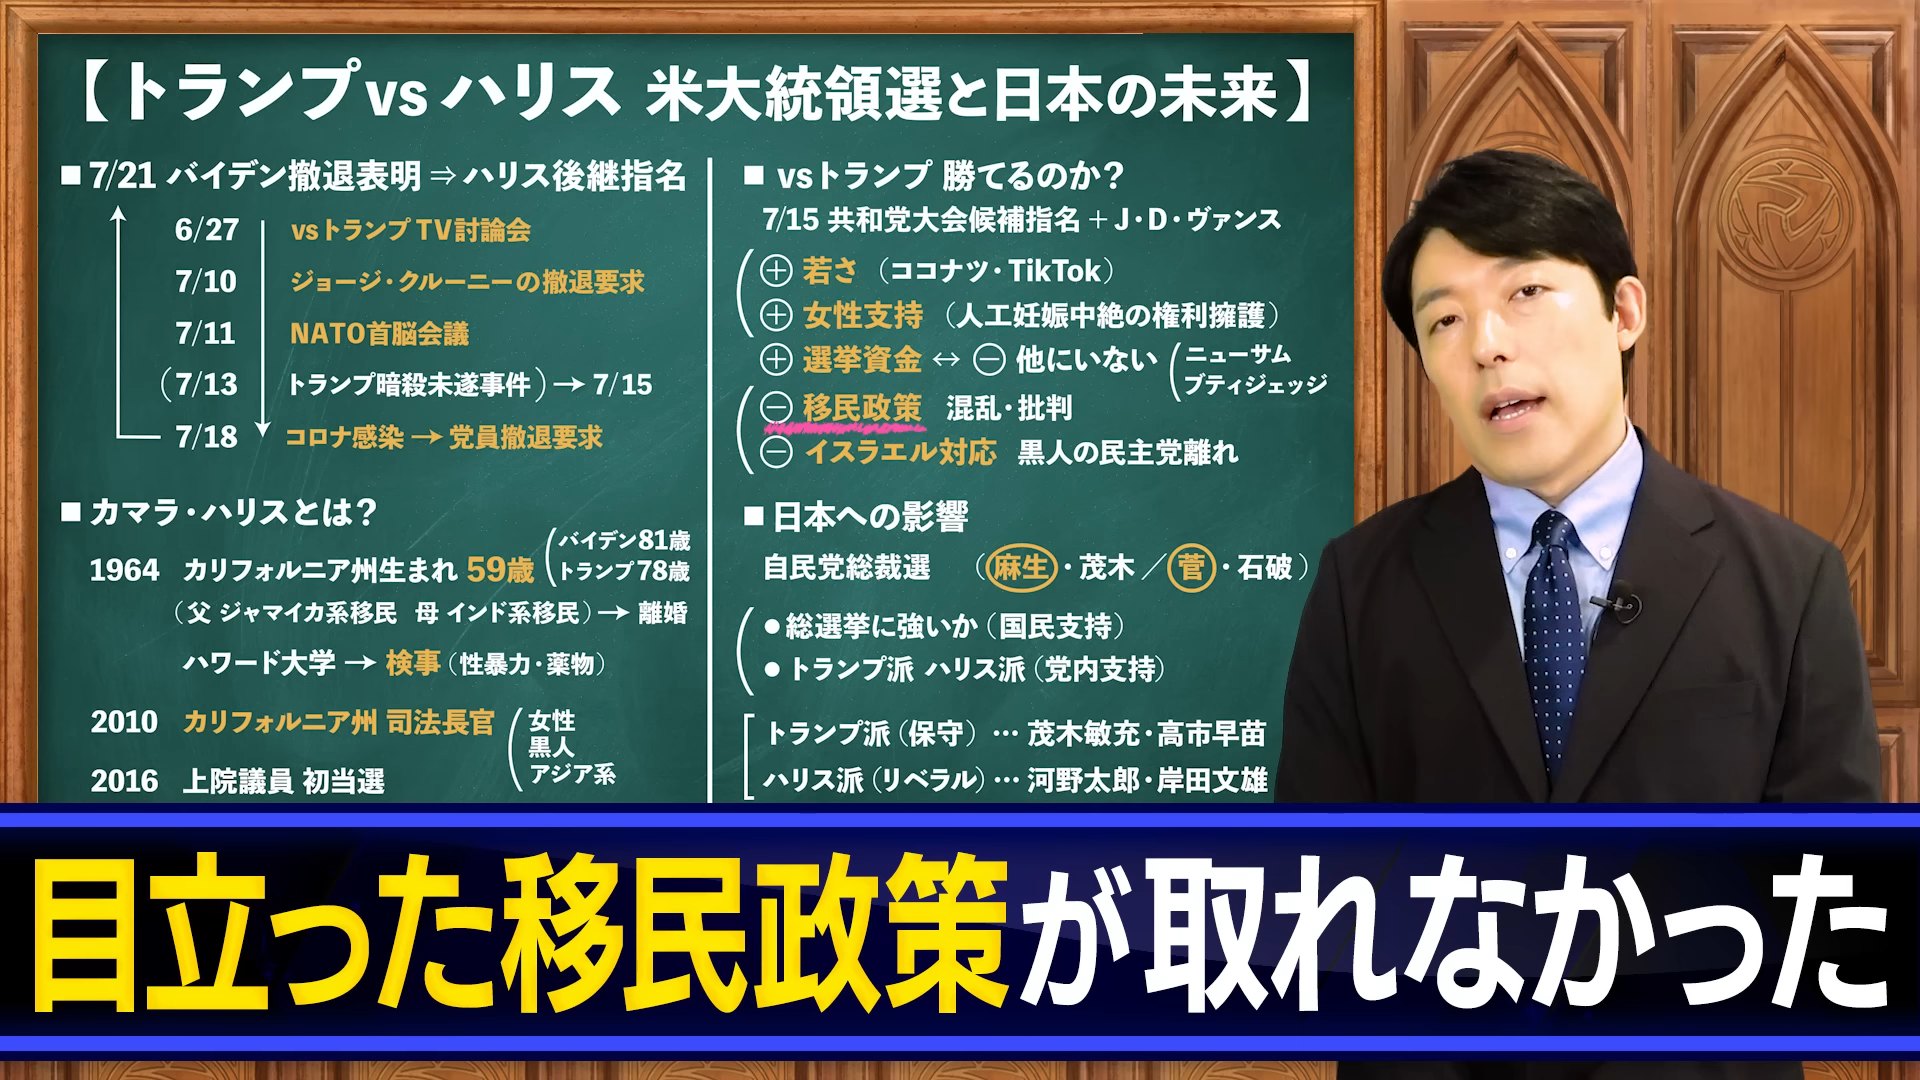 【トランプvsハリス 米大統領選と日本の未来】
■ 7/21 バイデン撤退表明⇒ハリス後継指名
6/27 vsトランプ TV討論会
7/10 ジョージ・クルーニーの撤退要求
7/11 NATO首脳会議
(7/13 トランプ暗殺未遂事件)→ 7/15
7/18 コロナ感染→党員撤退要求
■ カマラ・ハリスとは？
1964 カリフォルニア州生まれ 59歳
(バイデン81歳
トランプ78歳
(父 ジャマイカ系移民 母 インド系移民)→ 離婚
ハワード大学 → 検事 (性暴力・薬物)
2010 カリフォルニア州 司法長官
(女性
黒人
アジア系
2016 上院議員 初当選
■ vsトランプ 勝てるのか？
7/15 共和党大会候補指名＋J・D・ヴァンス
⊕ 若さ (ココナツ・TikTok)
⊕ 女性支持 (人工妊娠中絶の権利擁護)
⊕ 選挙資金 ↔ ⊖ 他にいない
(ニューサム
ブティジェッジ
⊖ 移民政策 混乱・批判
⊖ イスラエル対応 黒人の民主党離れ
■ 日本への影響
自民党総裁選 (麻生・茂木／菅・石破)
● 総選挙に強いか (国民支持)
● トランプ派 ハリス派 (党内支持)
トランプ派 (保守) … 茂木敏充・高市早苗
ハリス派 (リベラル) … 河野太郎・岸田文雄
目立った移民政策が取れなかった